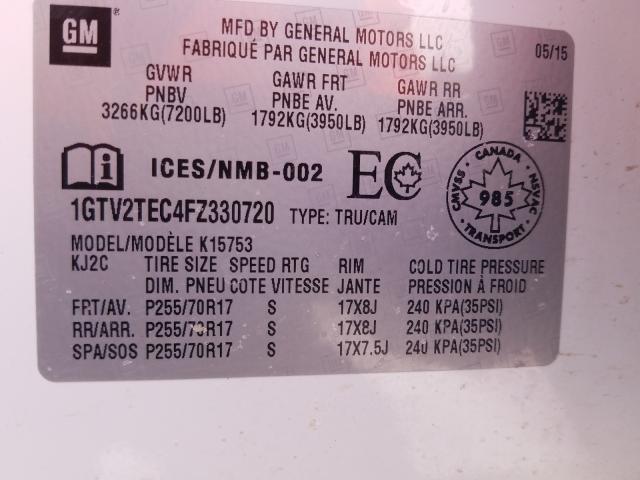 GM
MFD BY GENERAL MOTORS LLC
FABRIQUÉ PAR GENERAL MOTORS LLC
05/15
GVWR GAWR FRT GAWR RR
PNBV PNBE AV. PNBE ARR.
3266KG(7200LB) 1792KG(3950LB) 1792KG(3950LB)
i ICES/NMB-002 EC
CANADA CMVSS NSVAC 985 TRANSPORT
1GTV2TEC4FZ330720 TYPE: TRU/CAM
MODEL/MODÈLE K15753
KJ2C TIRE SIZE SPEED RTG RIM COLD TIRE PRESSURE
DIM. PNEU COTE VITESSE JANTE PRESSION À FROID
FRT/AV. P255/70R17 S 17X8J 240 KPA(35PSI)
RR/ARR. P255/70R17 S 17X8J 240 KPA(35PSI)
SPA/SOS P255/70R17 S 17X7.5J 240 KPA(35PSI)